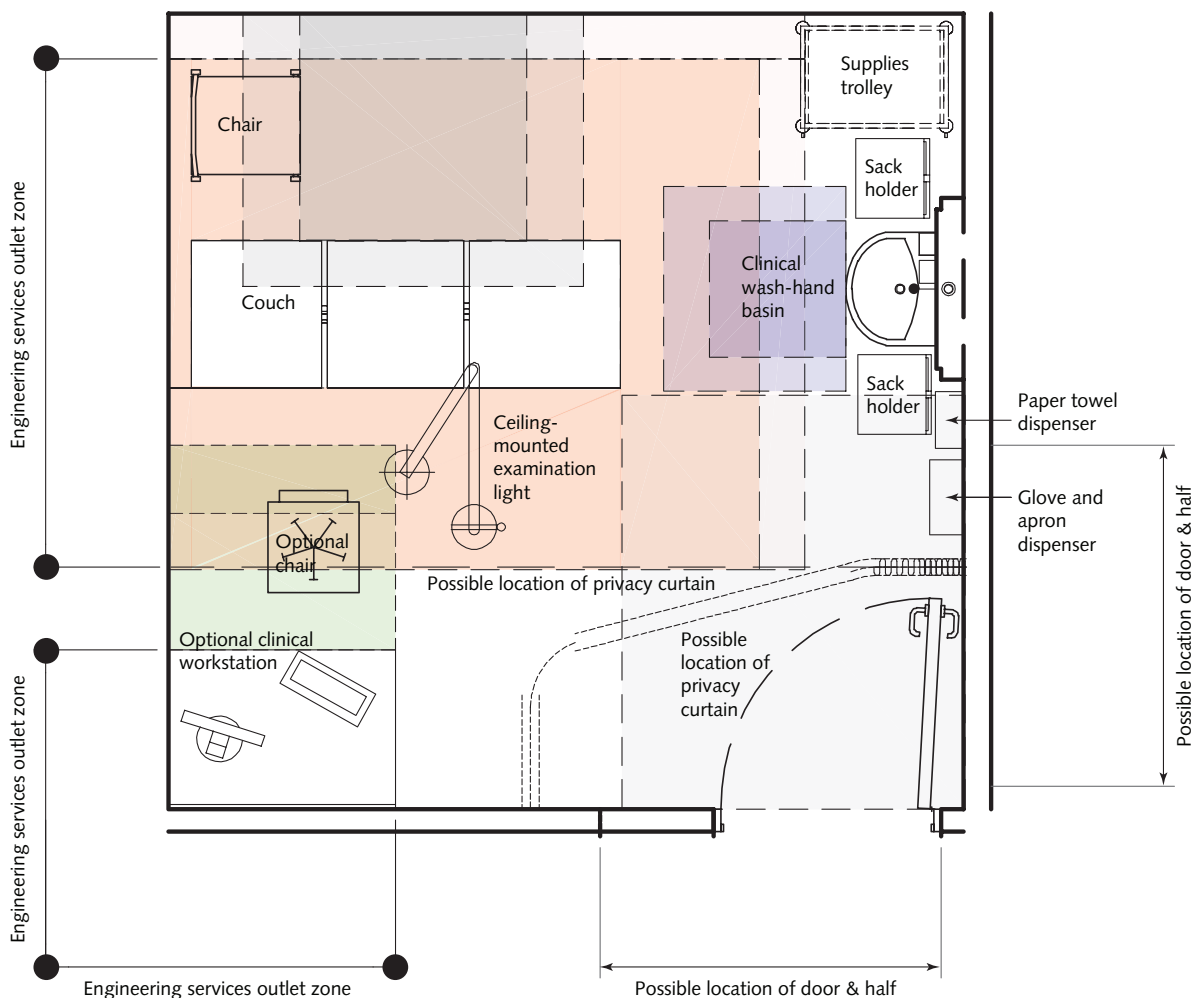 Supplies
trolley
Chair
Sack
holder
Clinical
wash-hand
basin
Couch
Engineering services outlet zone
Sack
holder
Paper towel
dispenser
Ceiling-
mounted
examination
light
Glove and
apron
dispenser
Optional
chair
Possible location of privacy curtain
Possible location of door & half
Optional clinical
workstation
Possible
location of
privacy
curtain
Engineering services outlet zone
Engineering services outlet zone
Possible location of door & half